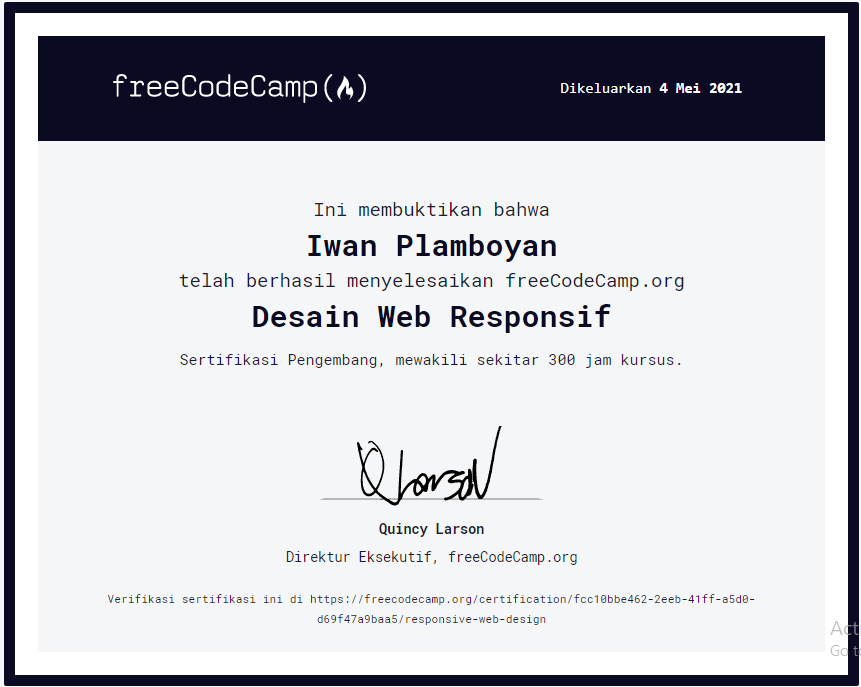 freeCodeCamp(🔥)
Dikeluarkan 4 Mei 2021
Ini membuktikan bahwa
Iwan Plamboyan
telah berhasil menyelesaikan freeCodeCamp.org
Desain Web Responsif
Sertifikasi Pengembang, mewakili sekitar 300 jam kursus.
Q Larson
Quincy Larson
Direktur Eksekutif, freeCodeCamp.org
Verifikasi sertifikasi ini di https://freecodecamp.org/certification/fcc10bbe462-2eeb-41ff-a5d0-
d69f47a9baa5/responsive-web-design
Act
Go to